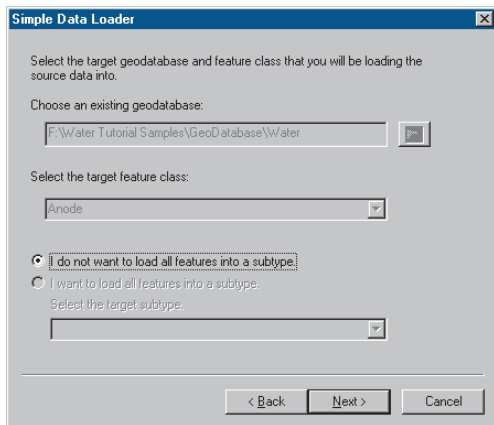 Simple Data Loader
Select the target geodatabase and feature class that you will be loading the
source data into.
Choose an existing geodatabase:
F:\Water Tutorial Samples\GeoDatabase\Water
Select the target feature class:
Anode
I do not want to load all features into a subtype.
I want to load all features into a subtype.
Select the target subtype
< Back Next > Cancel